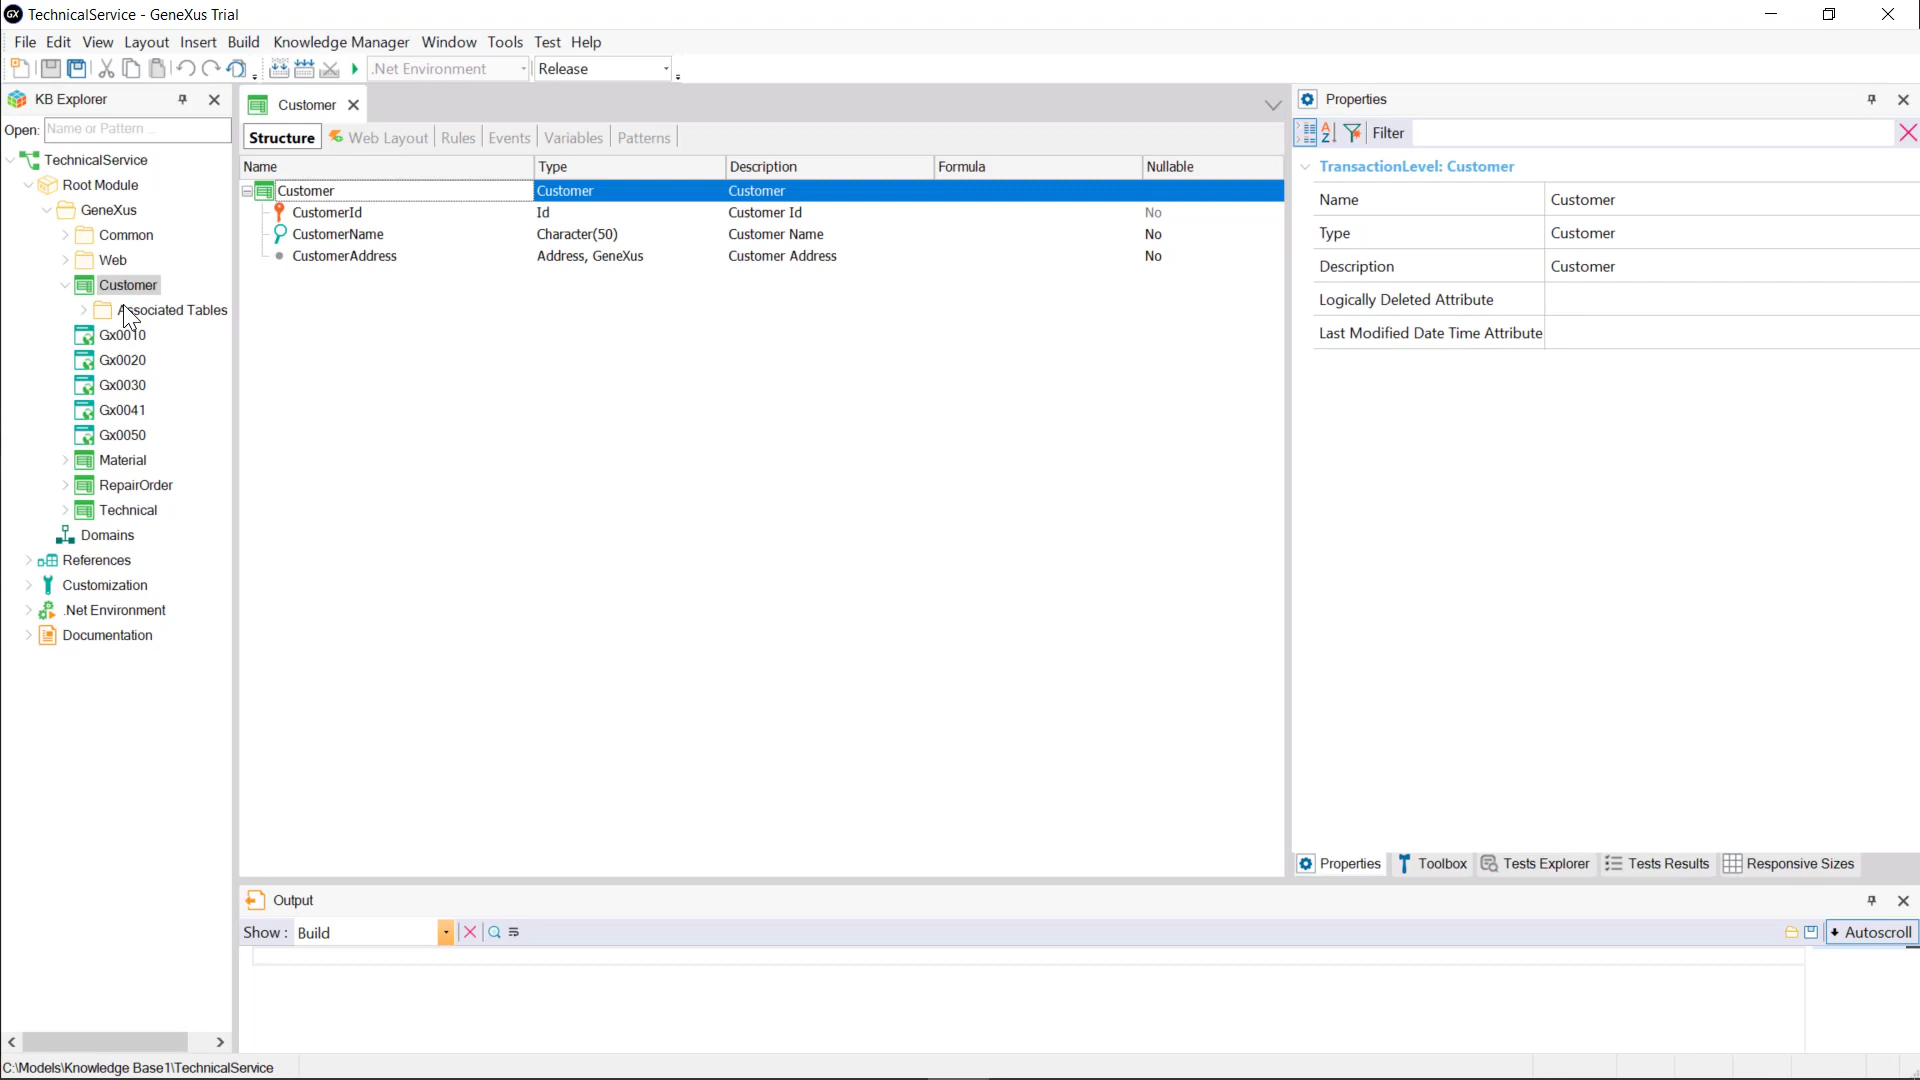 TechnicalService - GeneXus Trial
File Edit View Layout Insert Build Knowledge Manager Window Tools Test Help
.Net Environment Release
KB Explorer
Open: Name or Pattern ...
TechnicalService
Root Module
GeneXus
Common
Web
Customer
Associated Tables
Gx0010
Gx0020
Gx0030
Gx0041
Gx0050
Material
RepairOrder
Technical
Domains
References
Customization
.Net Environment
Documentation
Customer
Structure Web Layout Rules Events Variables Patterns
Name Type Description Formula Nullable
Customer Customer Customer
CustomerId Id Customer Id No
CustomerName Character(50) Customer Name No
CustomerAddress Address, GeneXus Customer Address No
Properties
Filter
TransactionLevel: Customer
Name Customer
Type Customer
Description Customer
Logically Deleted Attribute
Last Modified Date Time Attribute
Properties Toolbox Tests Explorer Tests Results Responsive Sizes
Output
Show: Build Autoscroll
C:\Models\Knowledge Base1\TechnicalService